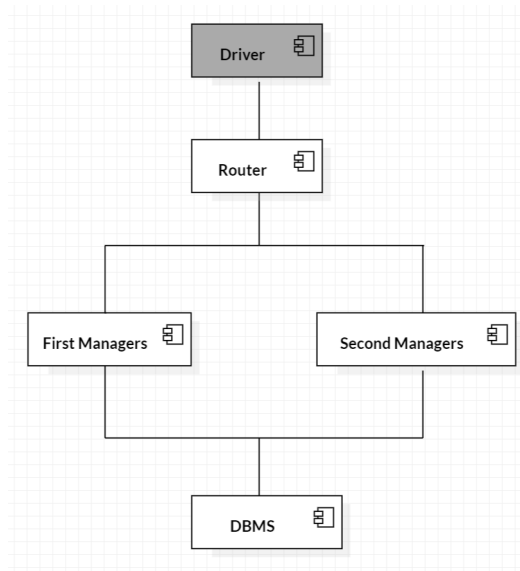 Driver
Router
First Managers
Second Managers
DBMS